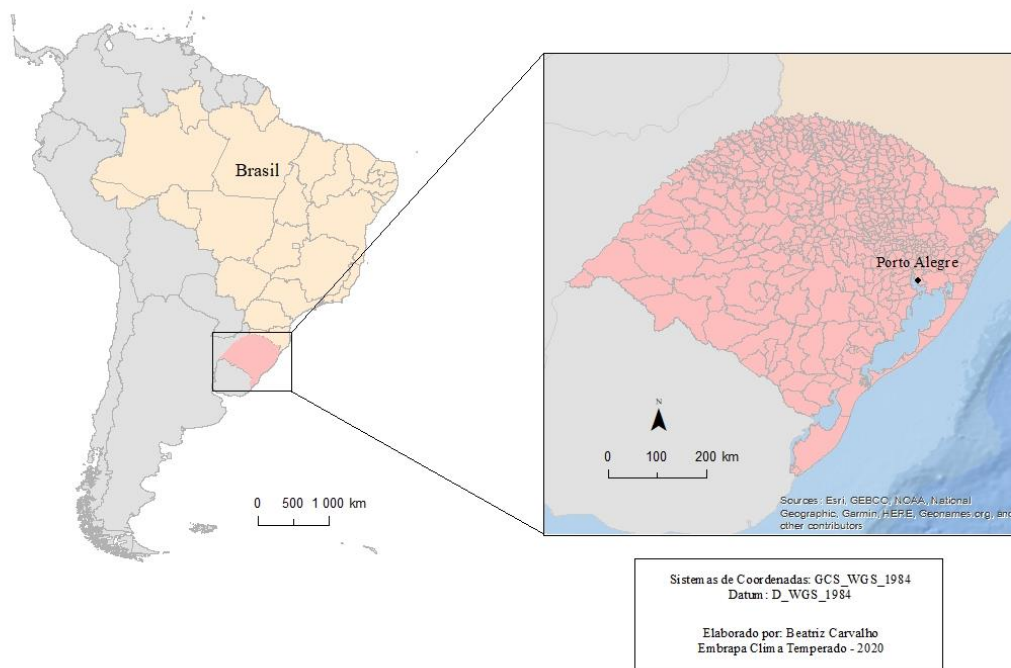 Brasil
0 500 1 000 km
Porto Alegre
N
0 100 200 km
Sources: Esri, GEBCO, NOAA, National
Geographic, Garmin, HERE, Geonames.org, and
other contributors
Sistemas de Coordenadas: GCS_WGS_1984
Datum: D_WGS_1984
Elaborado por: Beatriz Carvalho
Embrapa Clima Temperado - 2020